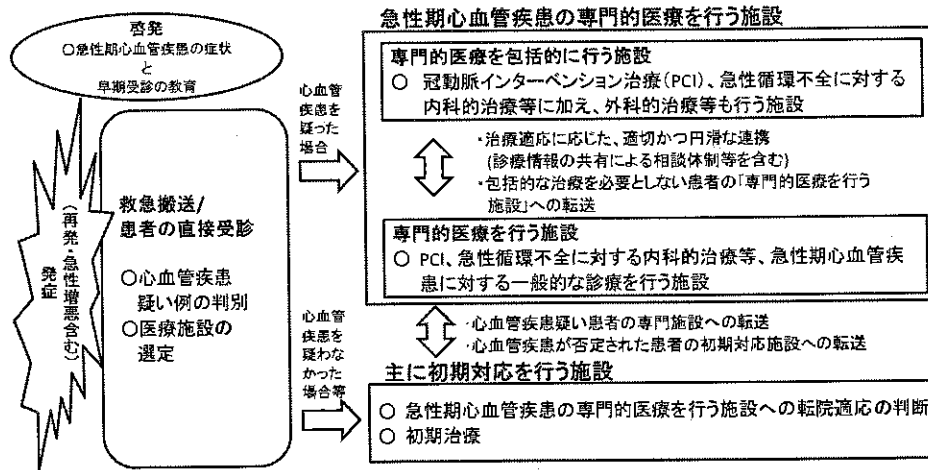 啓発
○急性期心血管疾患の症状
と
早期受診の教育
発症
(再発・急性増悪含む)
救急搬送/
患者の直接受診
○心血管疾患
疑い例の判別
○医療施設の
選定
心血管
疾患を
疑った
場合
心血管
疾患を
疑わな
かった
場合等
急性期心血管疾患の専門的医療を行う施設
専門的医療を包括的に行う施設
○ 冠動脈インターベンション治療(PCI)、急性循環不全に対する
内科的治療等に加え、外科的治療等も行う施設
・治療適応に応じた、適切かつ円滑な連携
(診療情報の共有による相談体制等を含む)
・包括的な治療を必要としない患者の「専門的医療を行う
施設」への転送
専門的医療を行う施設
○ PCI、急性循環不全に対する内科的治療等、急性期心血管疾
患に対する一般的な診療を行う施設
・心血管疾患疑い患者の専門施設への転送
・心血管疾患が否定された患者の初期対応施設への転送
主に初期対応を行う施設
○ 急性期心血管疾患の専門的医療を行う施設への転院適応の判断
○ 初期治療